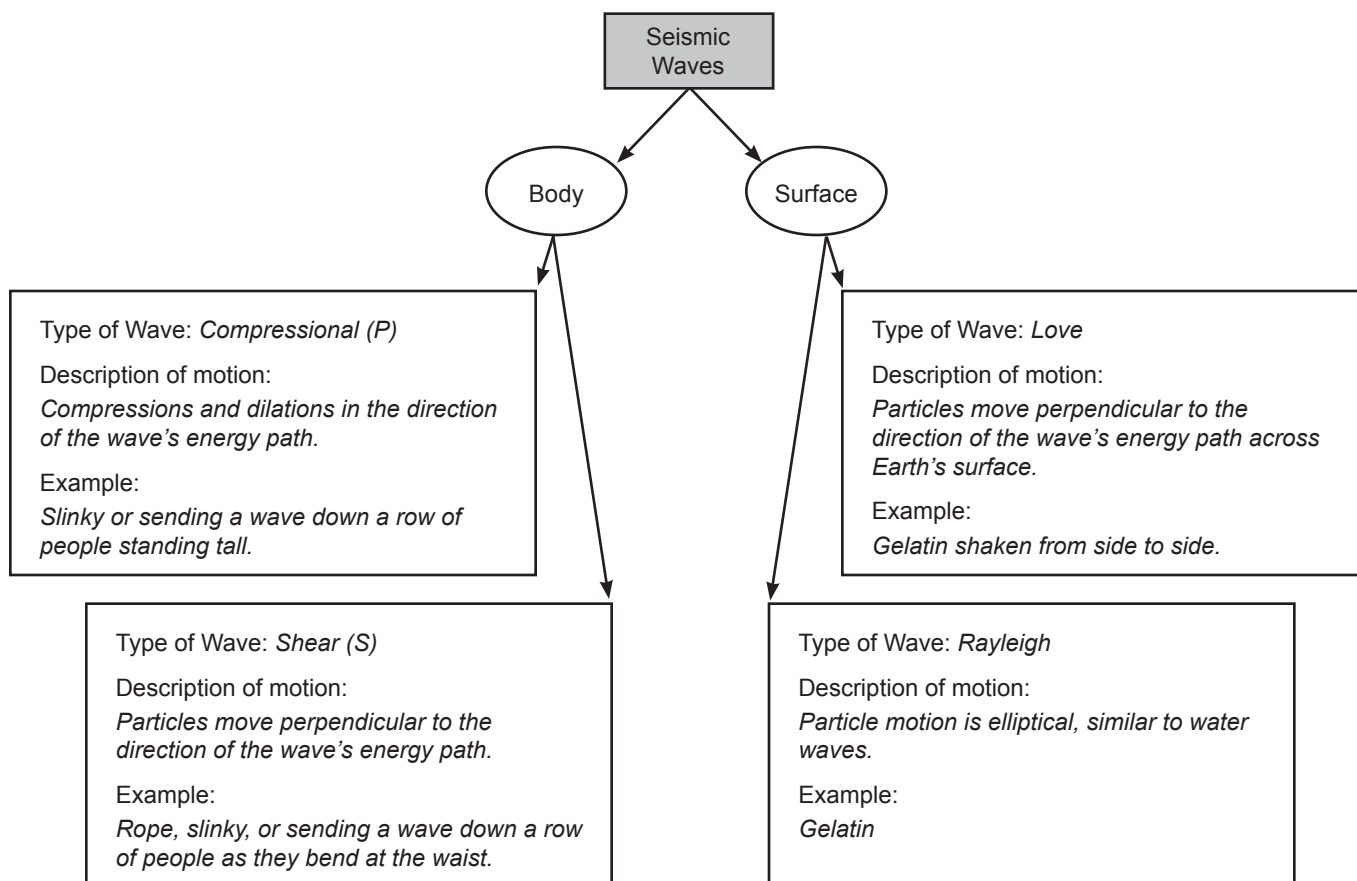 Seismic
Waves
Body
Surface
Type of Wave: Compressional (P)
Description of motion:
Compressions and dilations in the direction
of the wave's energy path.
Example:
Slinky or sending a wave down a row of
people standing tall.
Type of Wave: Love
Description of motion:
Particles move perpendicular to the
direction of the wave's energy path across
Earth's surface.
Example:
Gelatin shaken from side to side.
Type of Wave: Shear (S)
Description of motion:
Particles move perpendicular to the
direction of the wave's energy path.
Example:
Rope, slinky, or sending a wave down a row
of people as they bend at the waist.
Type of Wave: Rayleigh
Description of motion:
Particle motion is elliptical, similar to water
waves.
Example:
Gelatin